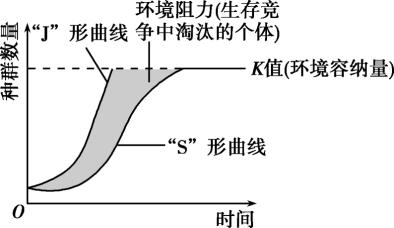 环境阻力(生存竞
争中淘汰的个体)
“J”形曲线
K值(环境容纳量)
种群数量
“S”形曲线
O
时间